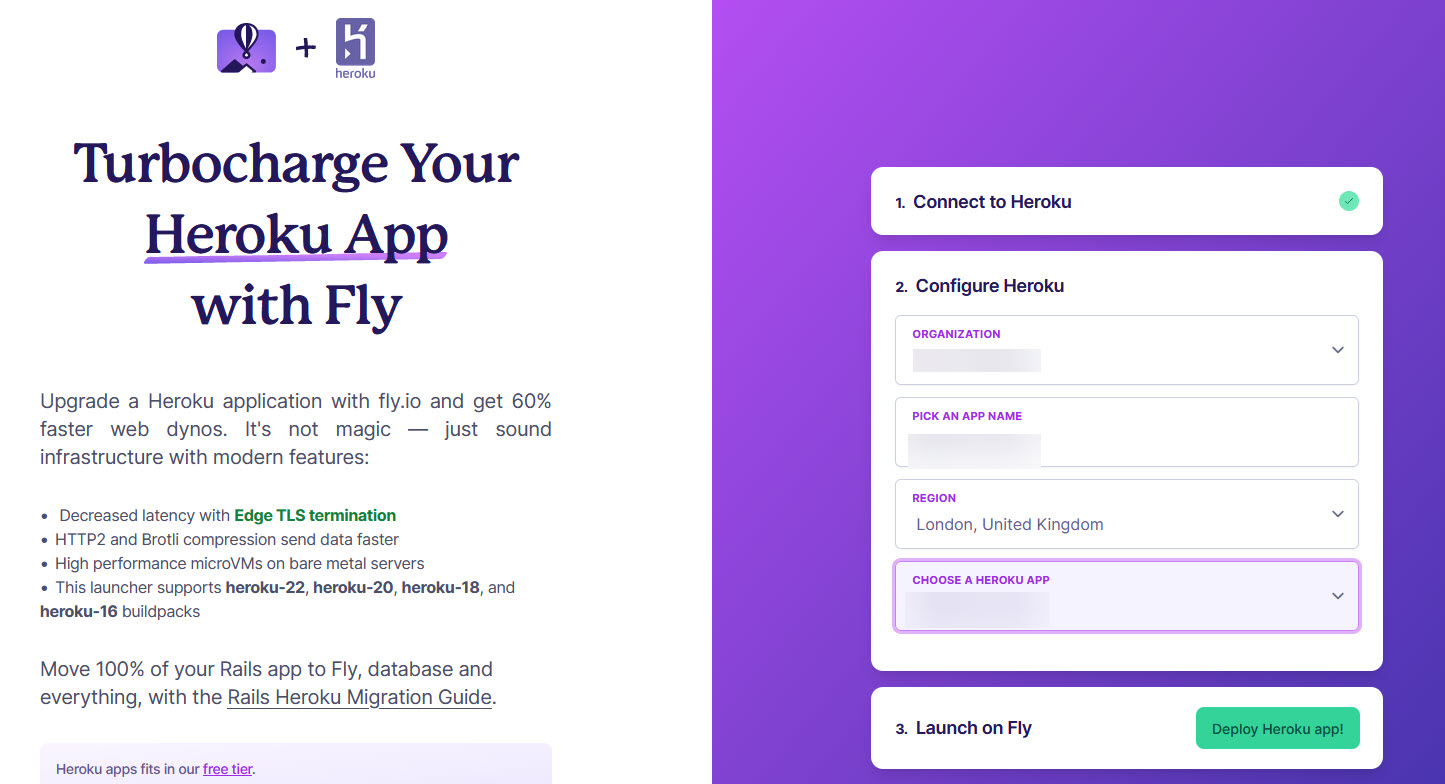 +
heroku
Turbocharge Your
Heroku App
with Fly
Upgrade a Heroku application with fly.io and get 60%
faster web dynos. It's not magic — just sound
infrastructure with modern features:
• Decreased latency with Edge TLS termination
• HTTP2 and Brotli compression send data faster
• High performance microVMs on bare metal servers
• This launcher supports heroku-22, heroku-20, heroku-18, and
heroku-16 buildpacks
Move 100% of your Rails app to Fly, database and
everything, with the Rails Heroku Migration Guide.
Heroku apps fits in our free tier.
1. Connect to Heroku
2. Configure Heroku
ORGANIZATION
PICK AN APP NAME
REGION
London, United Kingdom
CHOOSE A HEROKU APP
3. Launch on Fly
Deploy Heroku app!